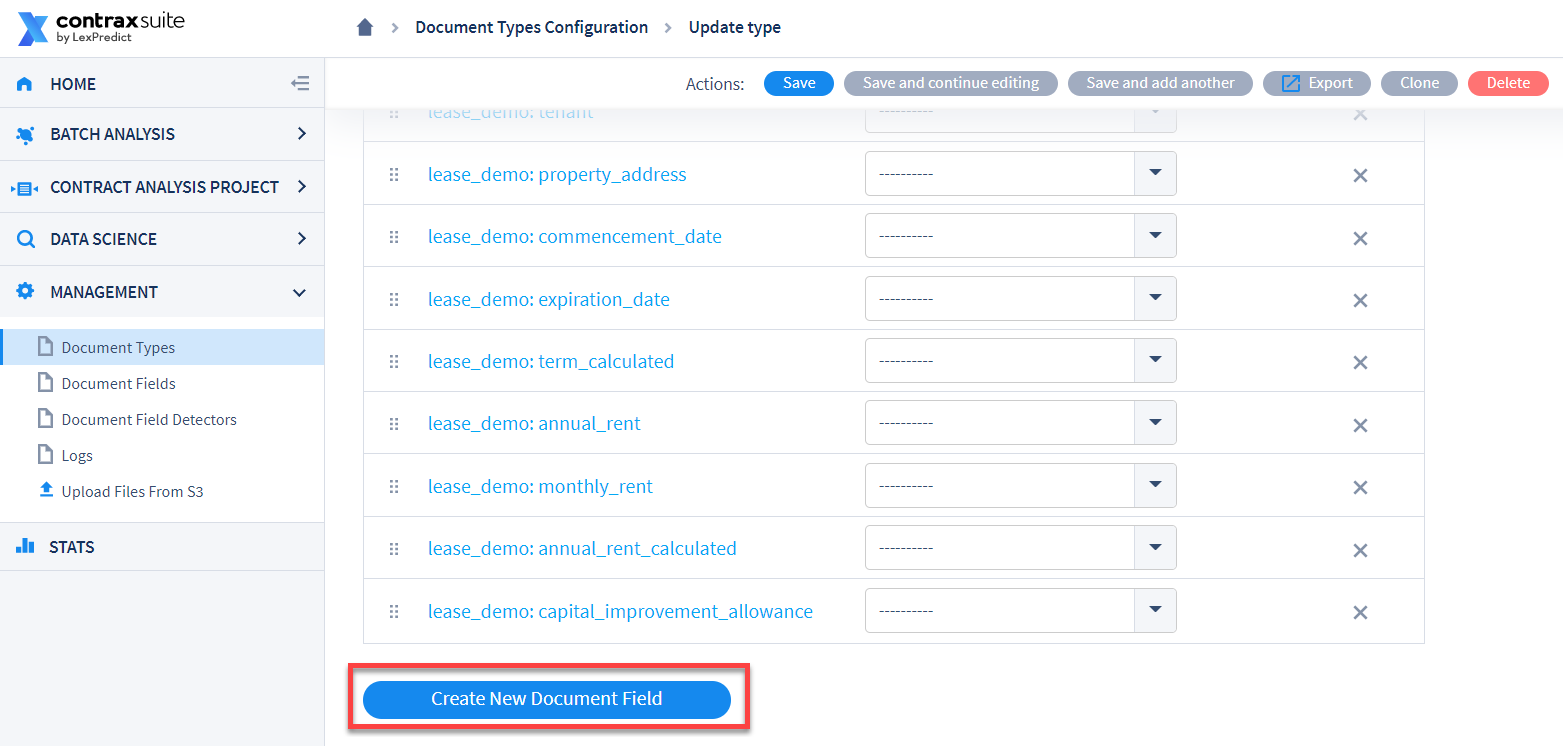 contraxsuite
by LexPredict
Document Types Configuration
Update type
HOME
Actions:
Save
Save and continue editing
Save and add another
Export
Clone
Delete
BATCH ANALYSIS
CONTRACT ANALYSIS PROJECT
DATA SCIENCE
MANAGEMENT
Document Types
Document Fields
Document Field Detectors
Logs
Upload Files From S3
STATS
lease_demo: tenant
lease_demo: property_address
----------
lease_demo: commencement_date
----------
lease_demo: expiration_date
----------
lease_demo: term_calculated
----------
lease_demo: annual_rent
----------
lease_demo: monthly_rent
----------
lease_demo: annual_rent_calculated
----------
lease_demo: capital_improvement_allowance
----------
Create New Document Field